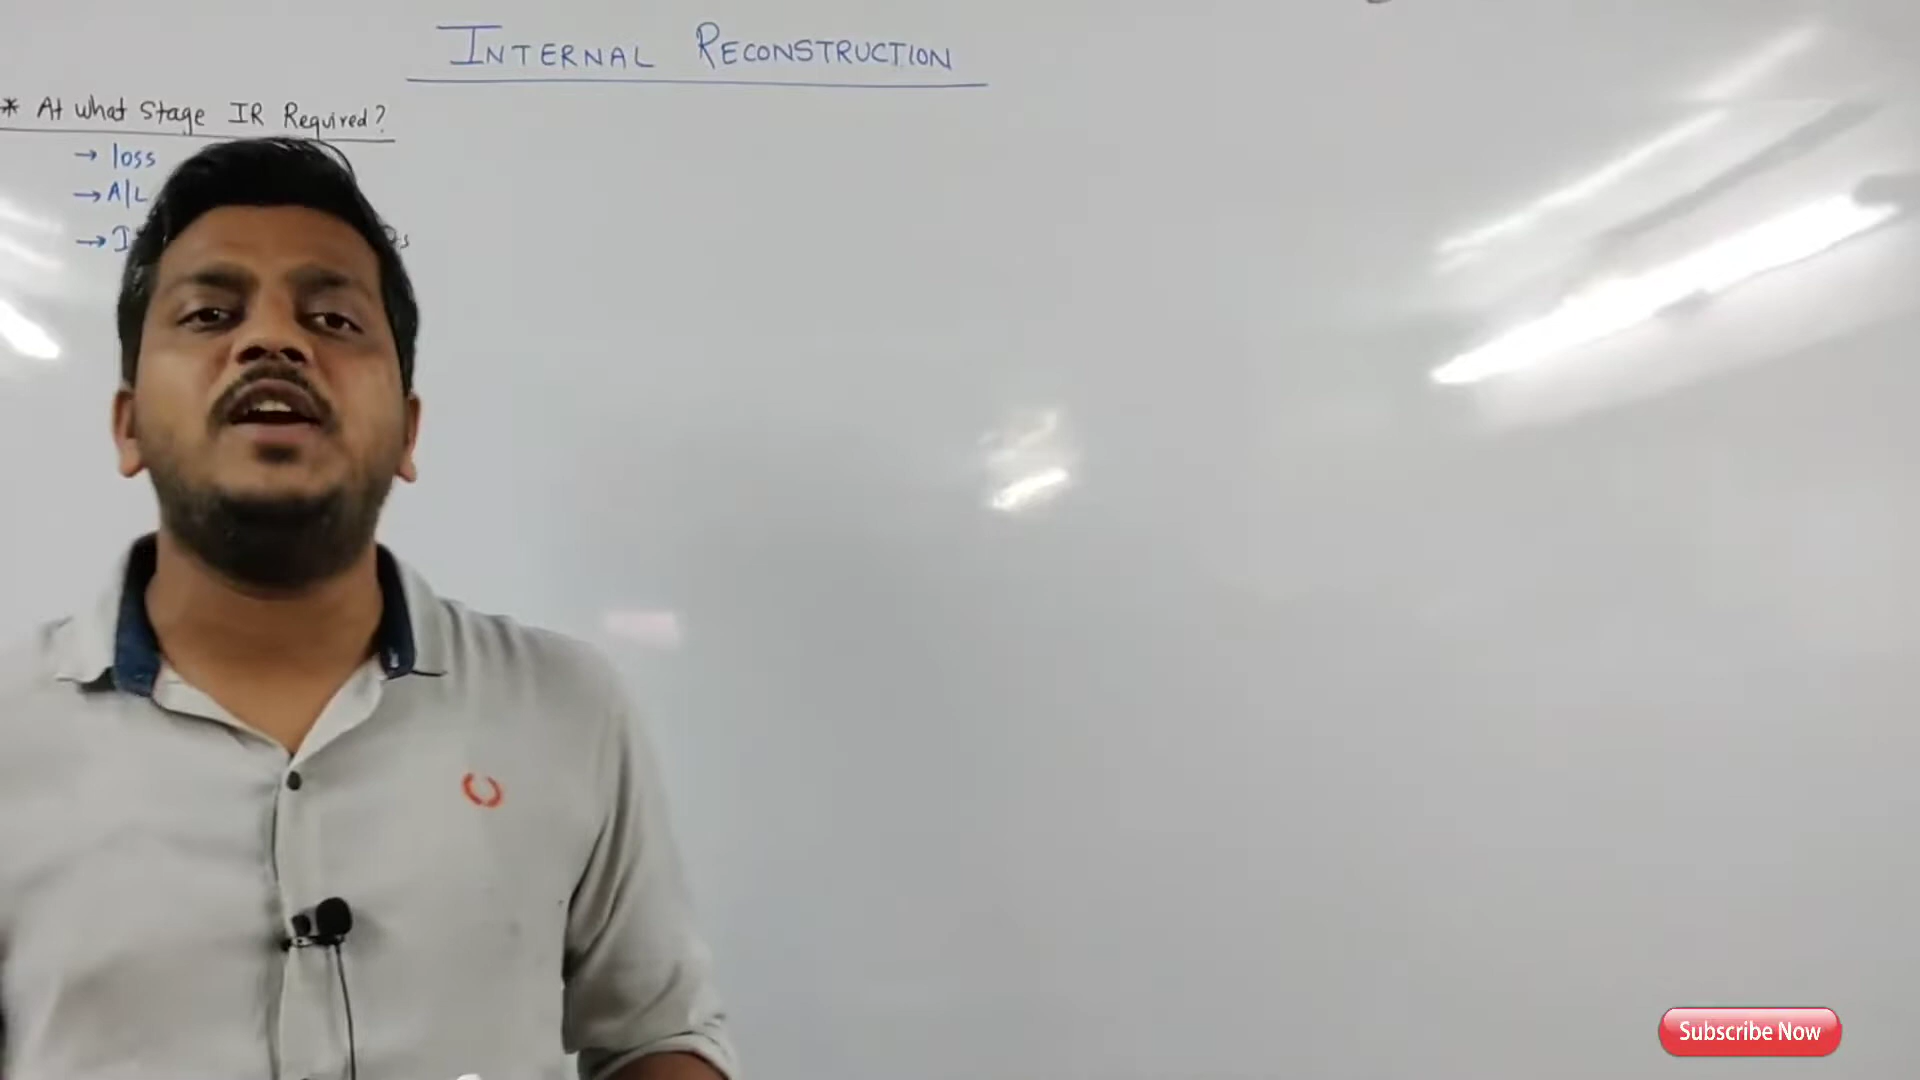 INTERNAL RECONSTRUCTION
* At what Stage IR Required?
→ loss
→ A/L
→
Subscribe Now